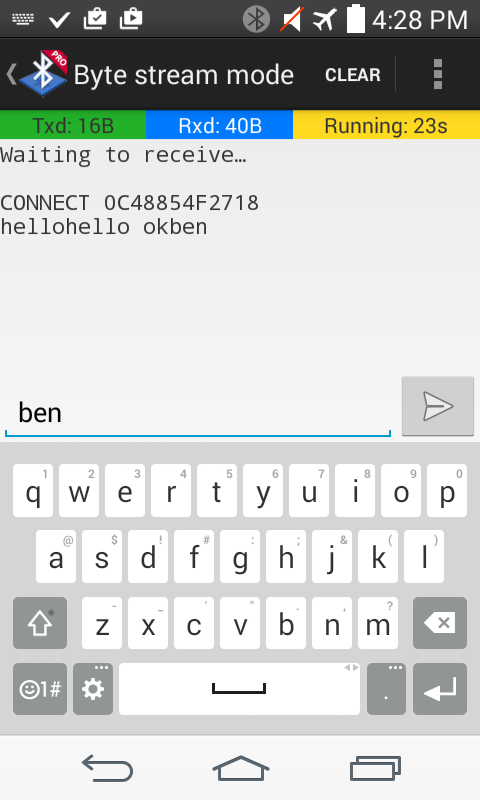 4:28 PM
PRO
Byte stream mode CLEAR
Txd: 16B Rxd: 40B Running: 23s
Waiting to receive…
CONNECT 0C48854F2718
hellohello okben
ben
1 2 3 4 5 6 7 8 9 0
q w e r t y u i o p
@ $ ! # : ; & ( )
a s d f g h j k l
- _ ' " . , ?
z x c v b n m
1# .